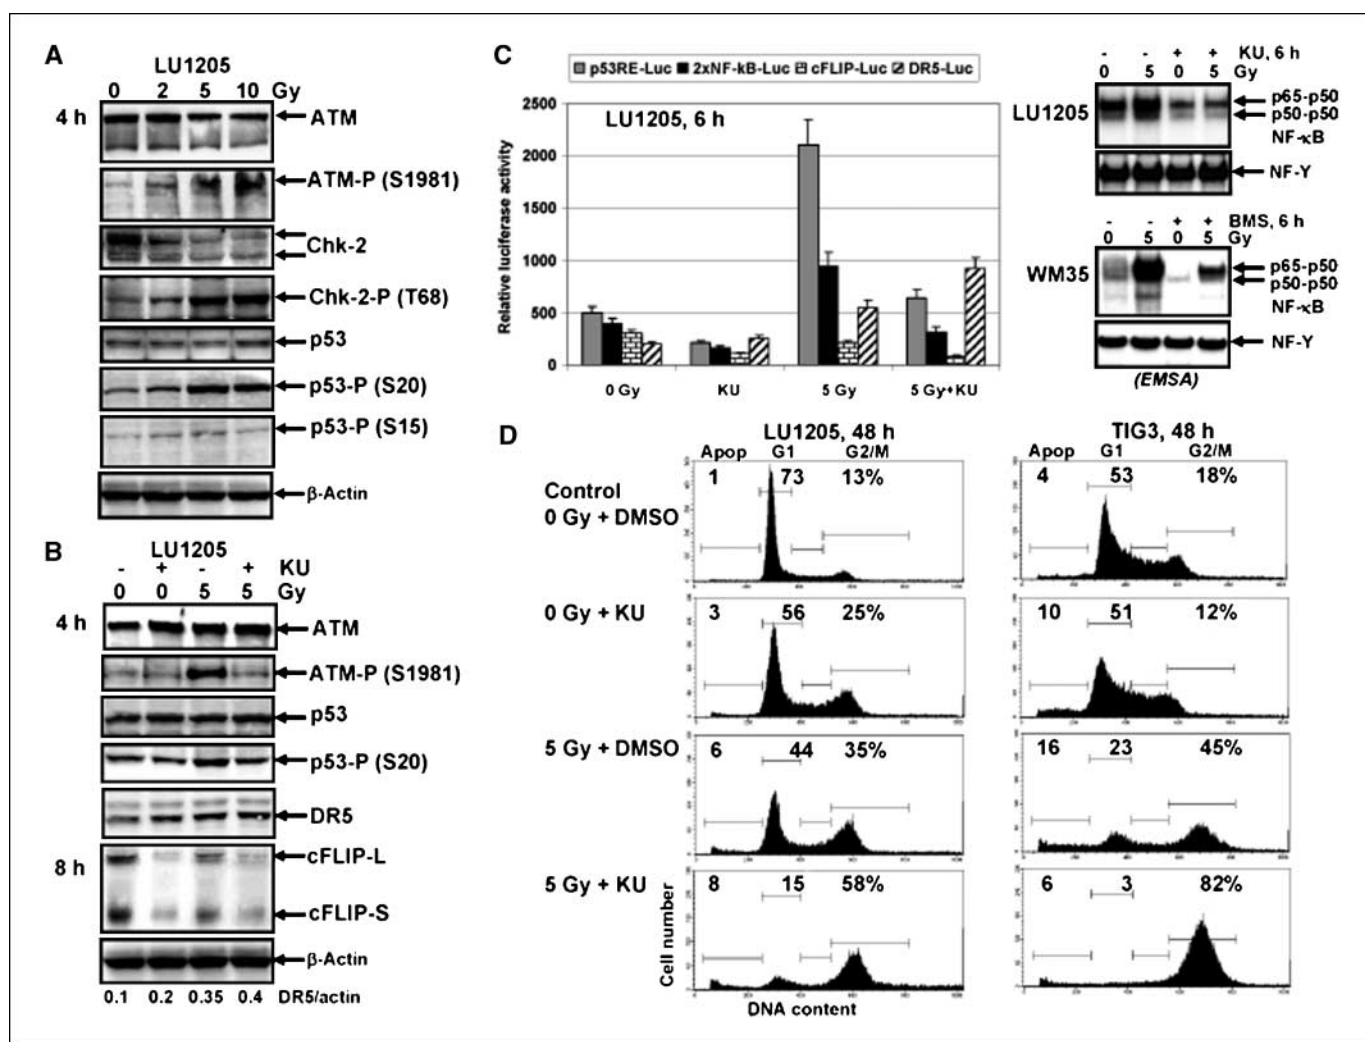 A
LU1205
0 2 5 10 Gy
4 h
ATM
ATM-P (S1981)
Chk-2
Chk-2-P (T68)
p53
p53-P (S20)
p53-P (S15)
β-Actin
B
LU1205
- + - + KU
0 0 5 5 Gy
4 h
ATM
ATM-P (S1981)
p53
p53-P (S20)
DR5
8 h
cFLIP-L
cFLIP-S
β-Actin
0.1 0.2 0.35 0.4 DR5/actin
C
p53RE-Luc 2xNF-kB-Luc cFLIP-Luc DR5-Luc
LU1205, 6 h
Relative luciferase activity
2500
2000
1500
1000
500
0
0 Gy KU 5 Gy 5 Gy+KU
- - + + KU, 6 h
0 5 0 5 Gy
LU1205
p65-p50
p50-p50
NF-κB
NF-Y
- - + + BMS, 6 h
0 5 0 5 Gy
WM35
p65-p50
p50-p50
NF-κB
NF-Y
(EMSA)
D
LU1205, 48 h
Apop G1 G2/M
TIG3, 48 h
Apop G1 G2/M
Control
0 Gy + DMSO
1 73 13%
4 53 18%
0 Gy + KU
3 56 25%
10 51 12%
5 Gy + DMSO
6 44 35%
16 23 45%
5 Gy + KU
8 15 58%
6 3 82%
Cell number
DNA content